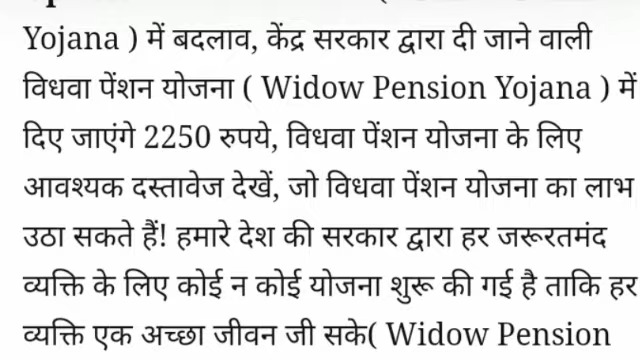 Yojana ) में बदलाव, केंद्र सरकार द्वारा दी जाने वाली
विधवा पेंशन योजना ( Widow Pension Yojana ) में
दिए जाएंगे 2250 रुपये, विधवा पेंशन योजना के लिए
आवश्यक दस्तावेज देखें, जो विधवा पेंशन योजना का लाभ
उठा सकते हैं! हमारे देश की सरकार द्वारा हर जरूरतमंद
व्यक्ति के लिए कोई न कोई योजना शुरू की गई है ताकि हर
व्यक्ति एक अच्छा जीवन जी सके( Widow Pension